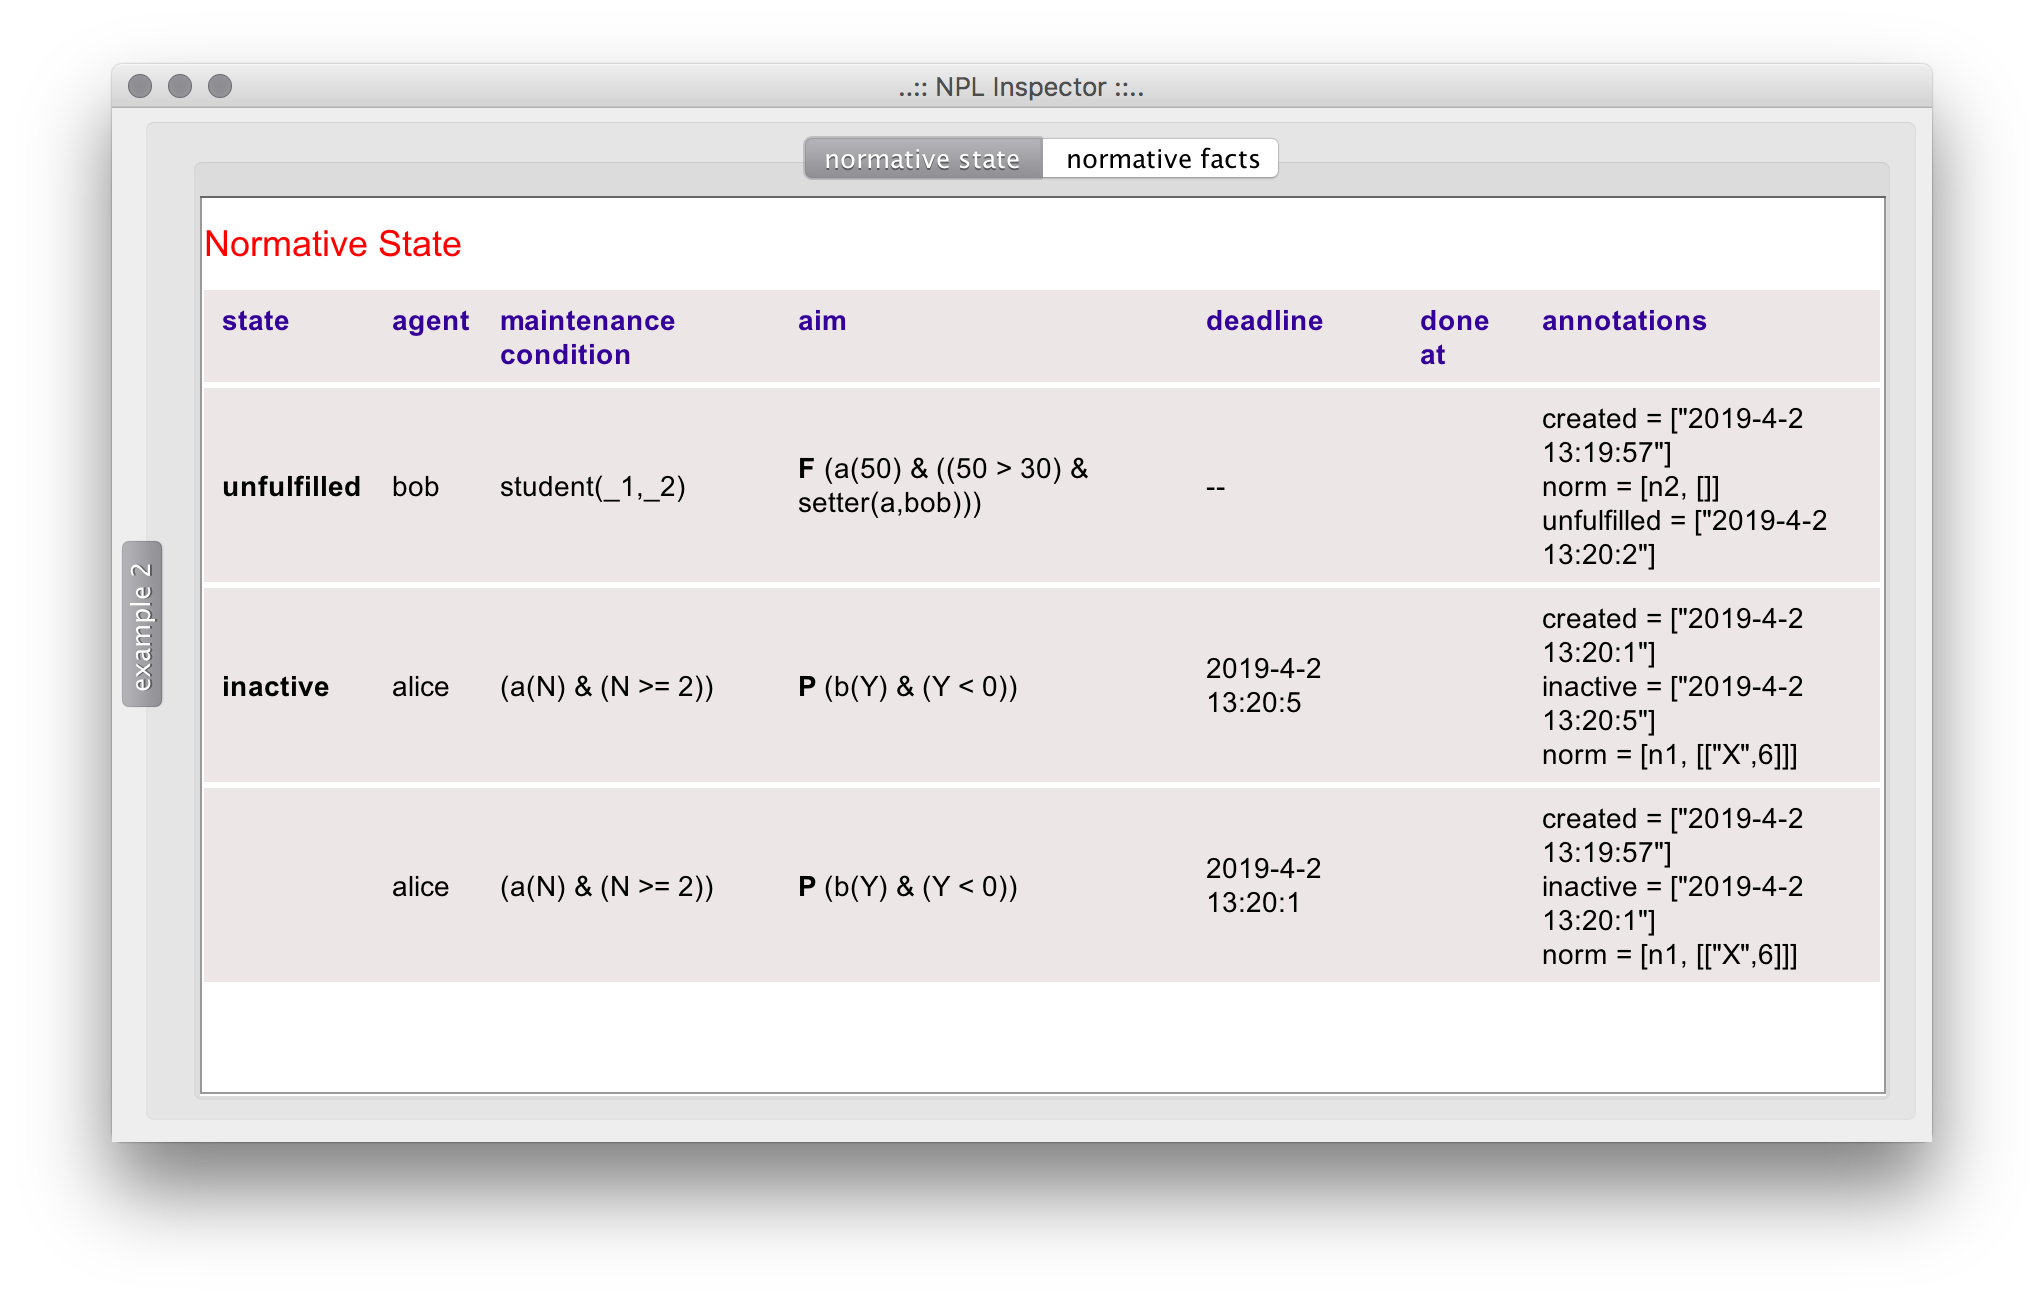 ..:: NPL Inspector ::..
normative state normative facts
Normative State
state agent maintenance condition aim deadline done at annotations
unfulfilled bob student(_1,_2) F (a(50) & ((50 > 30) & setter(a,bob))) -- created = ["2019-4-2 13:19:57"]
norm = [n2, []]
unfulfilled = ["2019-4-2 13:20:2"]
inactive alice (a(N) & (N >= 2)) P (b(Y) & (Y < 0)) 2019-4-2 13:20:5 created = ["2019-4-2 13:20:1"]
inactive = ["2019-4-2 13:20:5"]
norm = [n1, [["X",6]]]
alice (a(N) & (N >= 2)) P (b(Y) & (Y < 0)) 2019-4-2 13:20:1 created = ["2019-4-2 13:19:57"]
inactive = ["2019-4-2 13:20:1"]
norm = [n1, [["X",6]]]
example 2